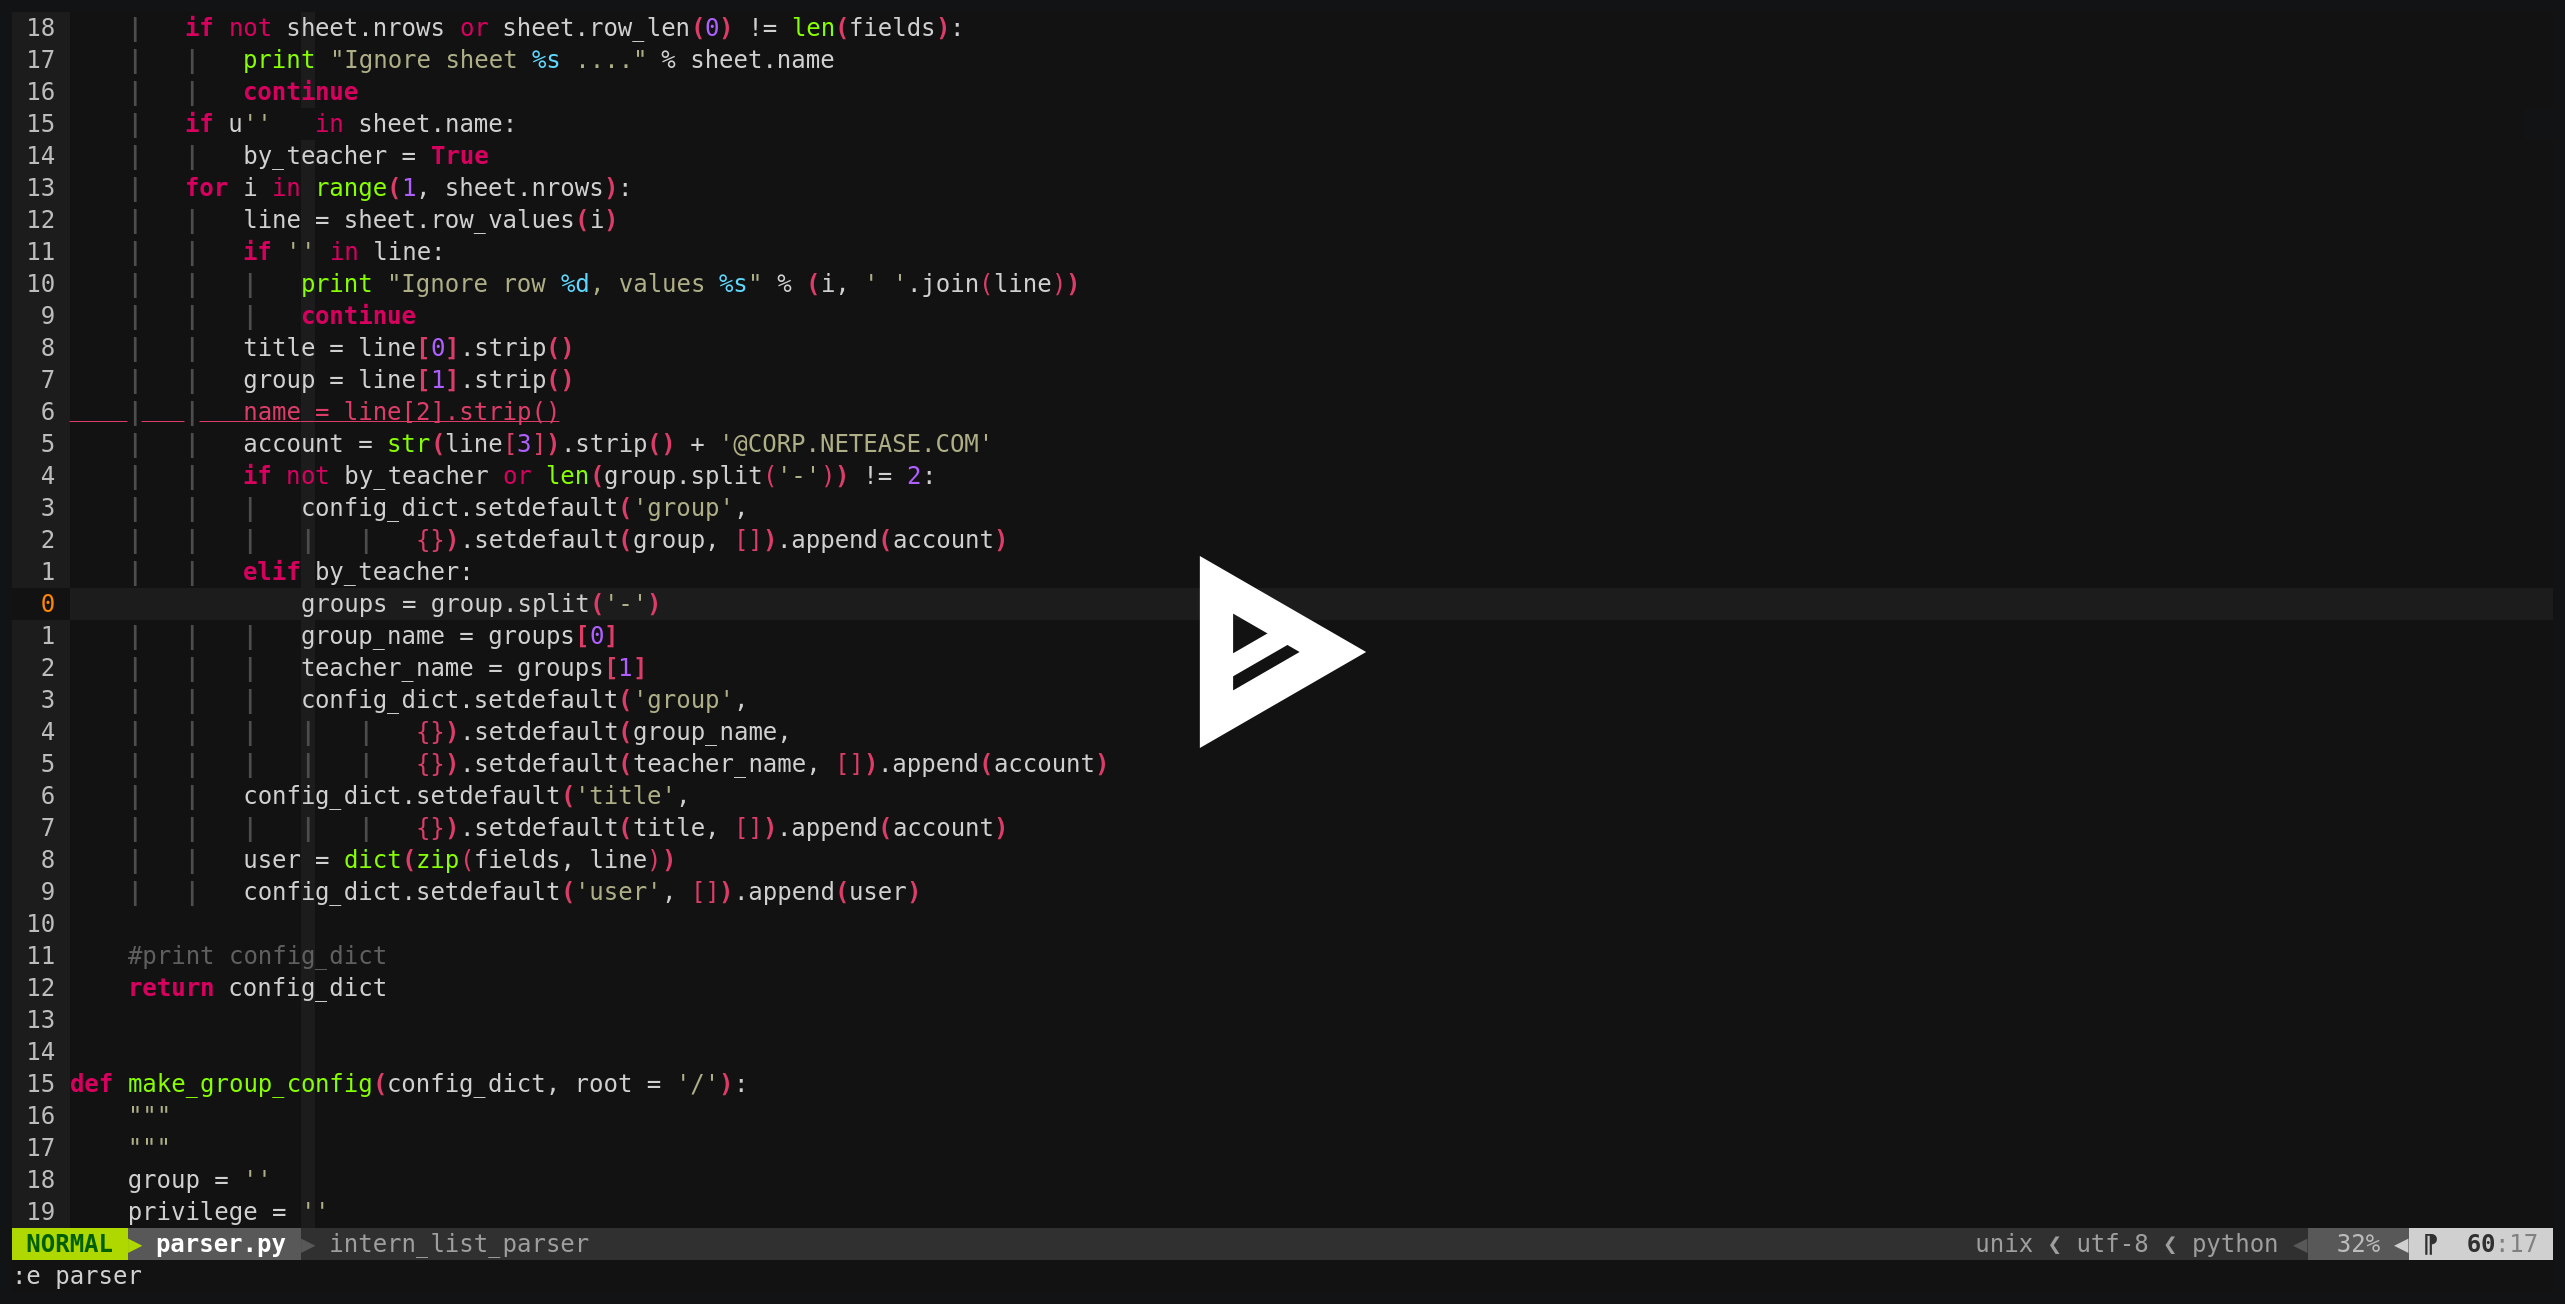 18     |   if not sheet.nrows or sheet.row_len(0) != len(fields):
17     |   |   print "Ignore sheet %s ...." % sheet.name
16     |   |   continue
15     |   if u''   in sheet.name:
14     |   |   by_teacher = True
13     |   for i in range(1, sheet.nrows):
12     |   |   line = sheet.row_values(i)
11     |   |   if '' in line:
10     |   |   |   print "Ignore row %d, values %s" % (i, ' '.join(line))
9     |   |   |   continue
8     |   |   title = line[0].strip()
7     |   |   group = line[1].strip()
6 ____|___|___name = line[2].strip()
5     |   |   account = str(line[3]).strip() + '@CORP.NETEASE.COM'
4     |   |   if not by_teacher or len(group.split('-')) != 2:
3     |   |   |   config_dict.setdefault('group',
2     |   |   |   |   |   {}).setdefault(group, []).append(account)
1     |   |   elif by_teacher:
0                 groups = group.split('-')
1     |   |   |   group_name = groups[0]
2     |   |   |   teacher_name = groups[1]
3     |   |   |   config_dict.setdefault('group',
4     |   |   |   |   |   {}).setdefault(group_name,
5     |   |   |   |   |   {}).setdefault(teacher_name, []).append(account)
6     |   |   config_dict.setdefault('title',
7     |   |   |   |   |   {}).setdefault(title, []).append(account)
8     |   |   user = dict(zip(fields, line))
9     |   |   config_dict.setdefault('user', []).append(user)
10
11     #print config_dict
12     return config_dict
13
14
15 def make_group_config(config_dict, root = '/'):
16     """
17     """
18     group = ''
19     privilege = ''
NORMAL ▶ parser.py ▶ intern_list_parser unix ❮ utf-8 ❮ python ◀ 32% ◀ ⁋ 60:17
:e parser